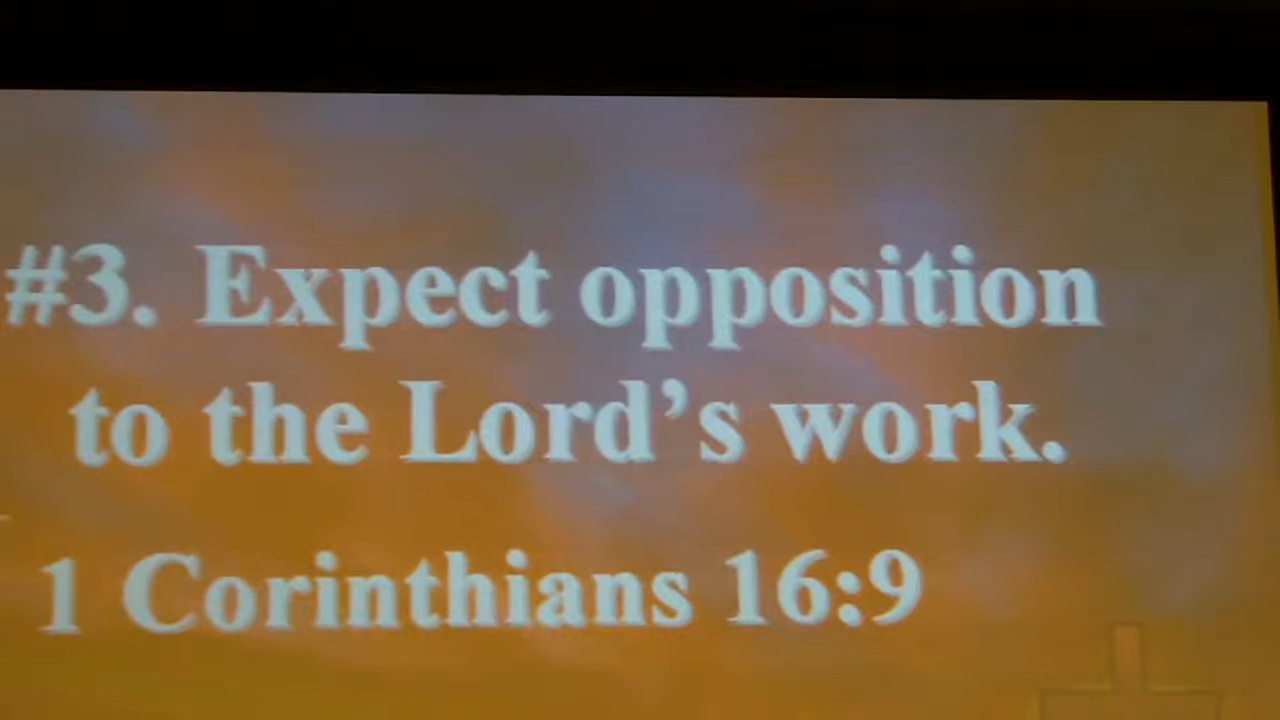 #3. Expect opposition
to the Lord’s work.
1 Corinthians 16:9